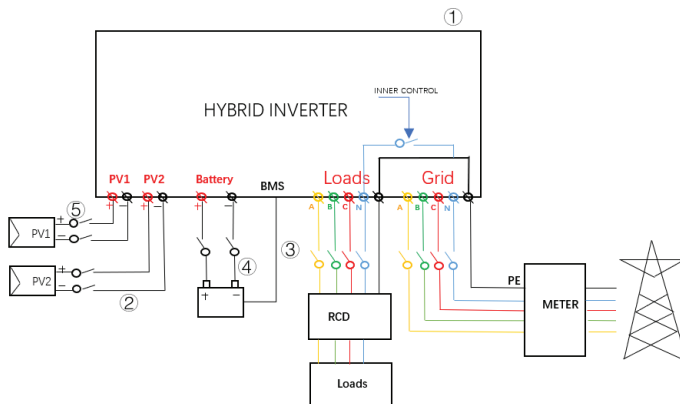 ①
INNER CONTROL
HYBRID INVERTER
PV1 PV2 Battery BMS Loads Grid
+ − + − + − A B C N A B C N
⑤
+
PV1
−
③
④
+
PV2
−
②
+ −
PE
RCD
METER
Loads